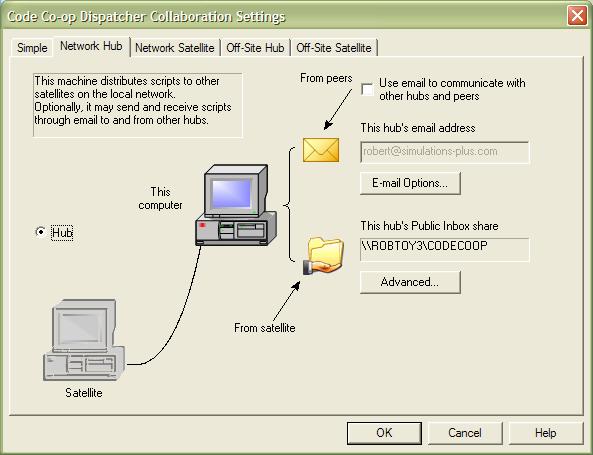 Code Co-op Dispatcher Collaboration Settings
Simple
Network Hub
Network Satellite
Off-Site Hub
Off-Site Satellite
This machine distributes scripts to other
satellites on the local network.
Optionally, it may send and receive scripts
through email to and from other hubs.
From peers
Use email to communicate with
other hubs and peers
This hub's email address
robert@simulations-plus.com
E-mail Options...
This
computer
Hub
This hub's Public Inbox share
\\ROBTOY3\CODECOOP
Advanced...
From satellite
Satellite
OK
Cancel
Help